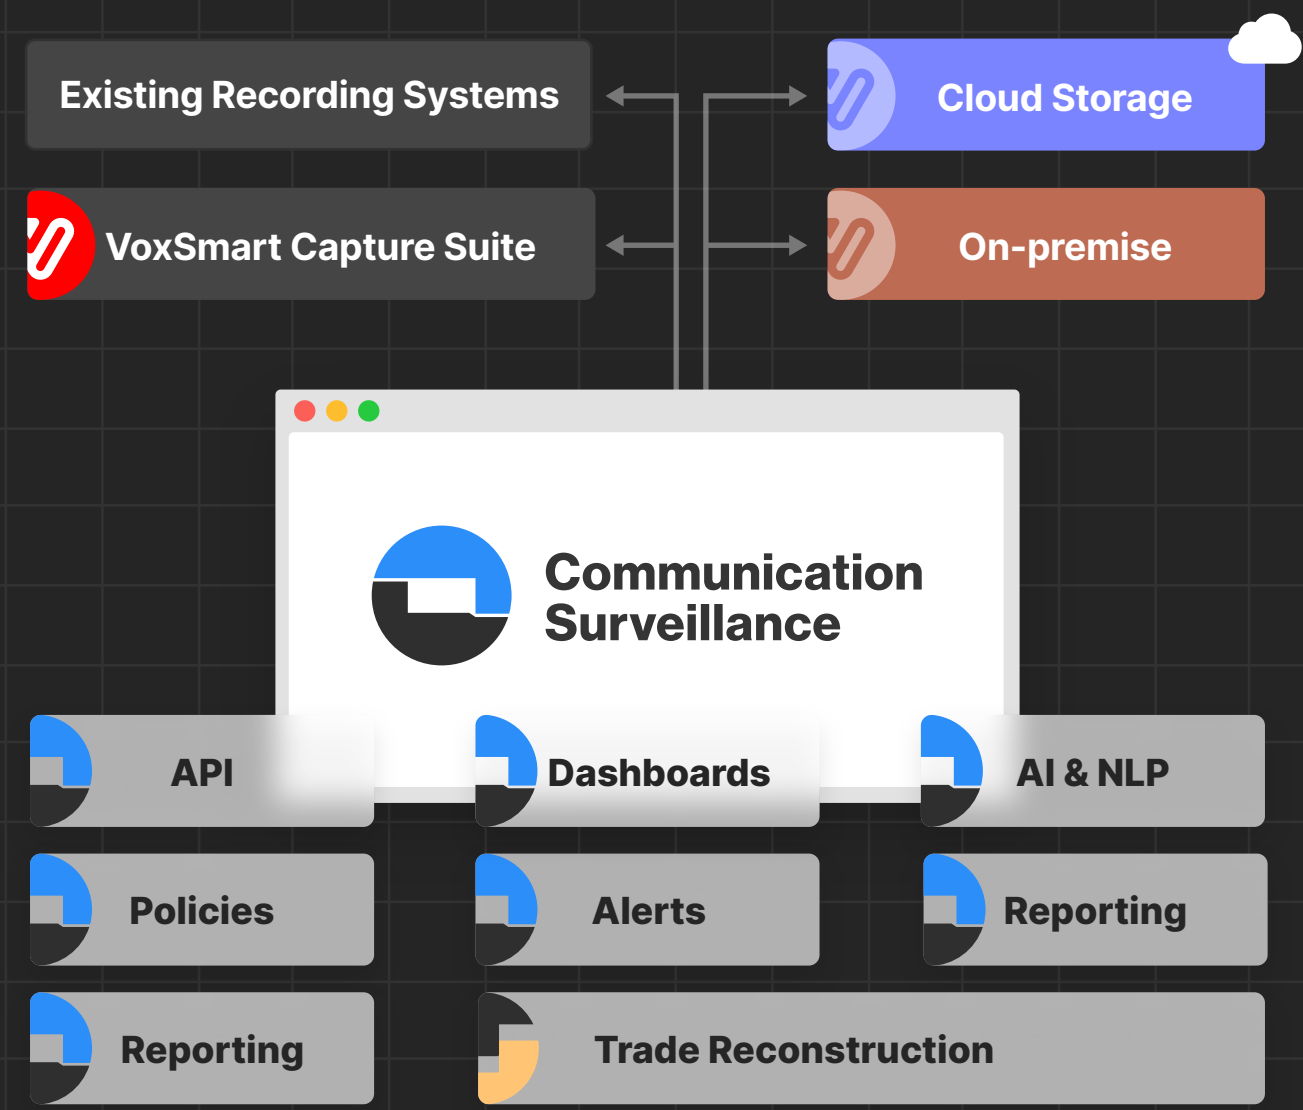 Existing Recording Systems
Cloud Storage
VoxSmart Capture Suite
On-premise
Communication
Surveillance
API
Dashboards
AI & NLP
Policies
Alerts
Reporting
Reporting
Trade Reconstruction